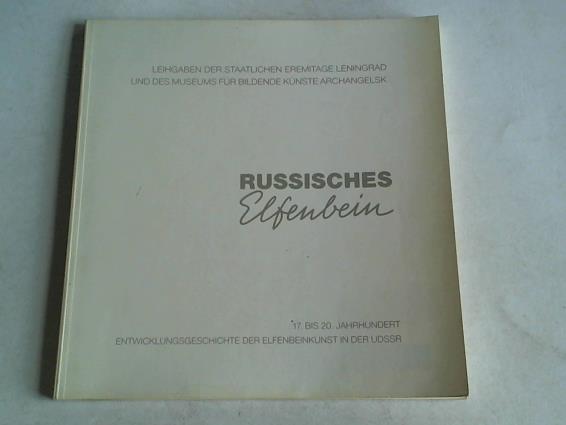 LEIHGABEN DER STAATLICHEN EREMITAGE LENINGRAD
UND DES MUSEUMS FÜR BILDENDE KÜNSTE ARCHANGELSK
RUSSISCHES
Elfenbein
17. BIS 20. JAHRHUNDERT
ENTWICKLUNGSGESCHICHTE DER ELFENBEINKUNST IN DER UDSSR